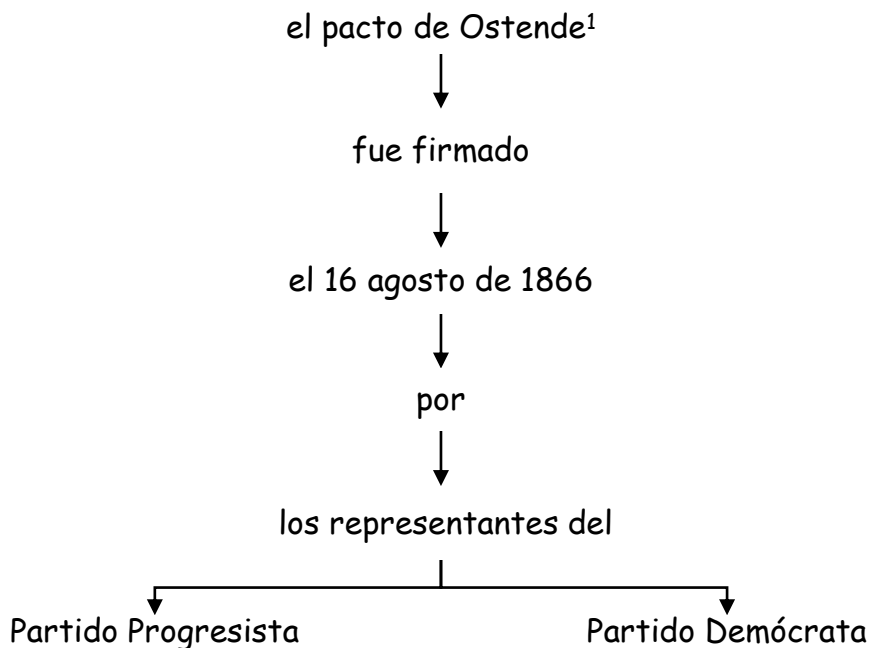 el pacto de Ostende¹
fue firmado
el 16 agosto de 1866
por
los representantes del
Partido Progresista
Partido Demócrata